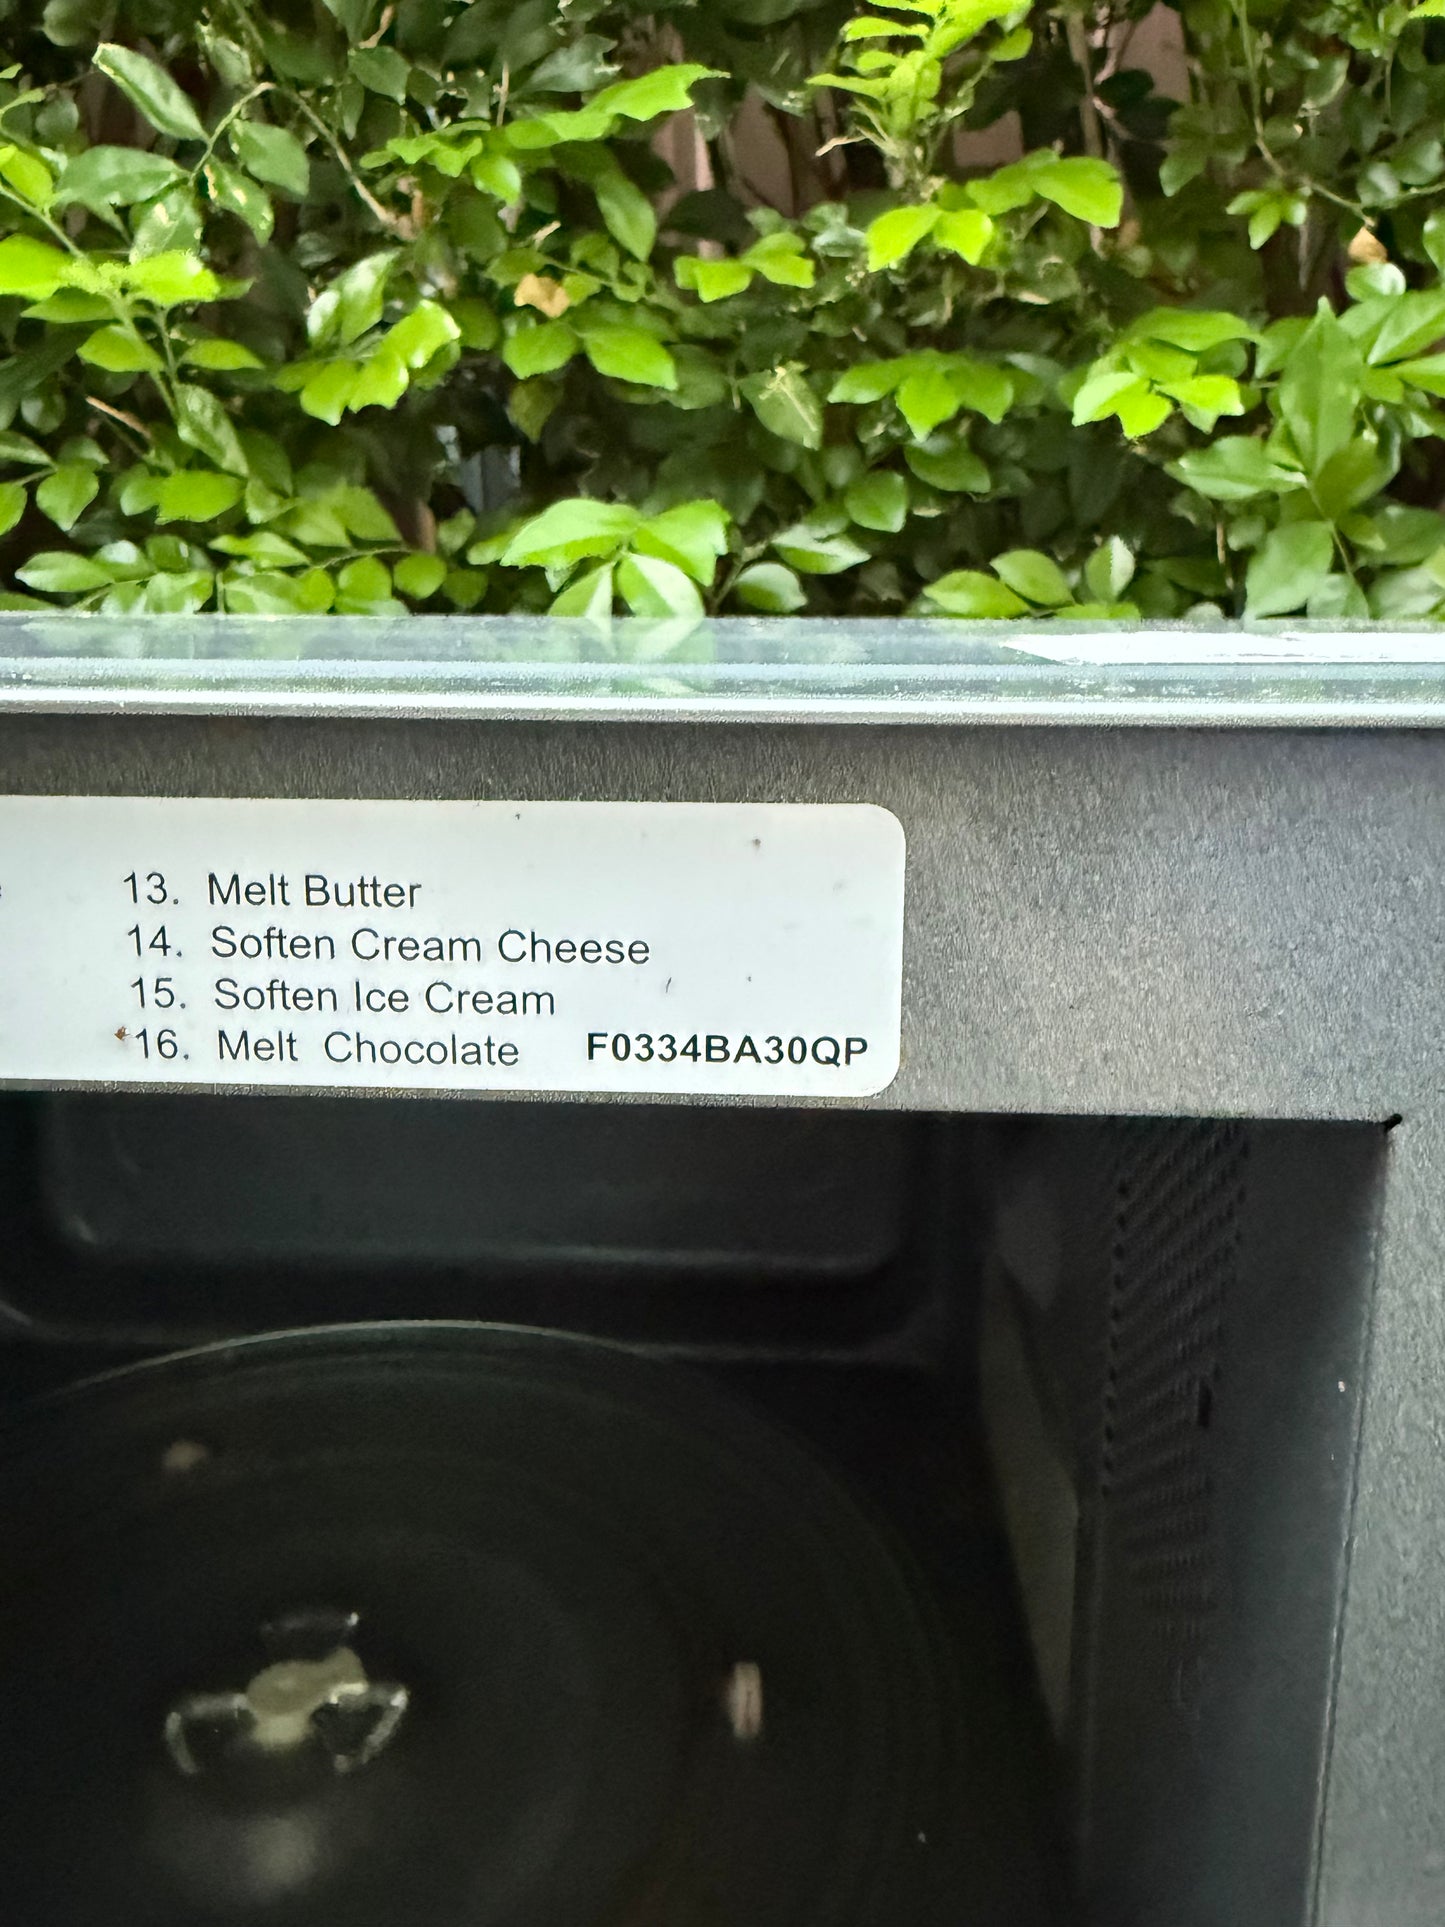 13. Melt Butter
14. Soften Cream Cheese
15. Soften Ice Cream
16. Melt Chocolate F0334BA30QP